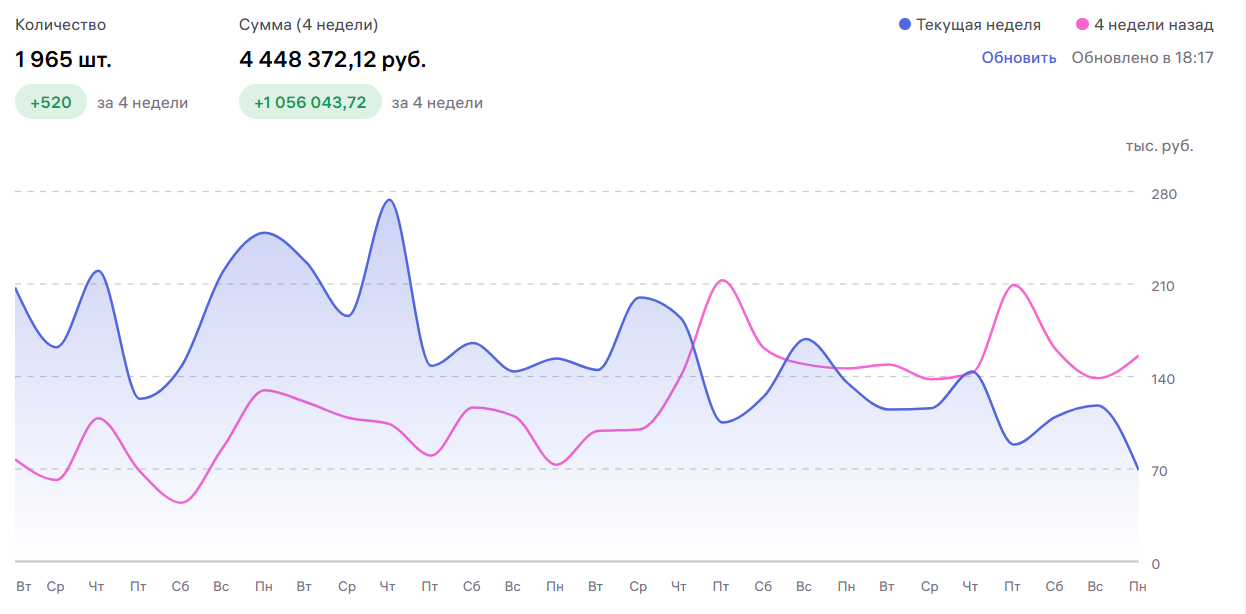 Количество
Сумма (4 недели)
Текущая неделя
4 недели назад
1 965 шт.
4 448 372,12 руб.
Обновить
Обновлено в 18:17
+520 за 4 недели
+1 056 043,72 за 4 недели
тыс. руб.
280
210
140
70
0
Вт Ср Чт Пт Сб Вс Пн Вт Ср Чт Пт Сб Вс Пн Вт Ср Чт Пт Сб Вс Пн Вт Ср Чт Пт Сб Вс Пн